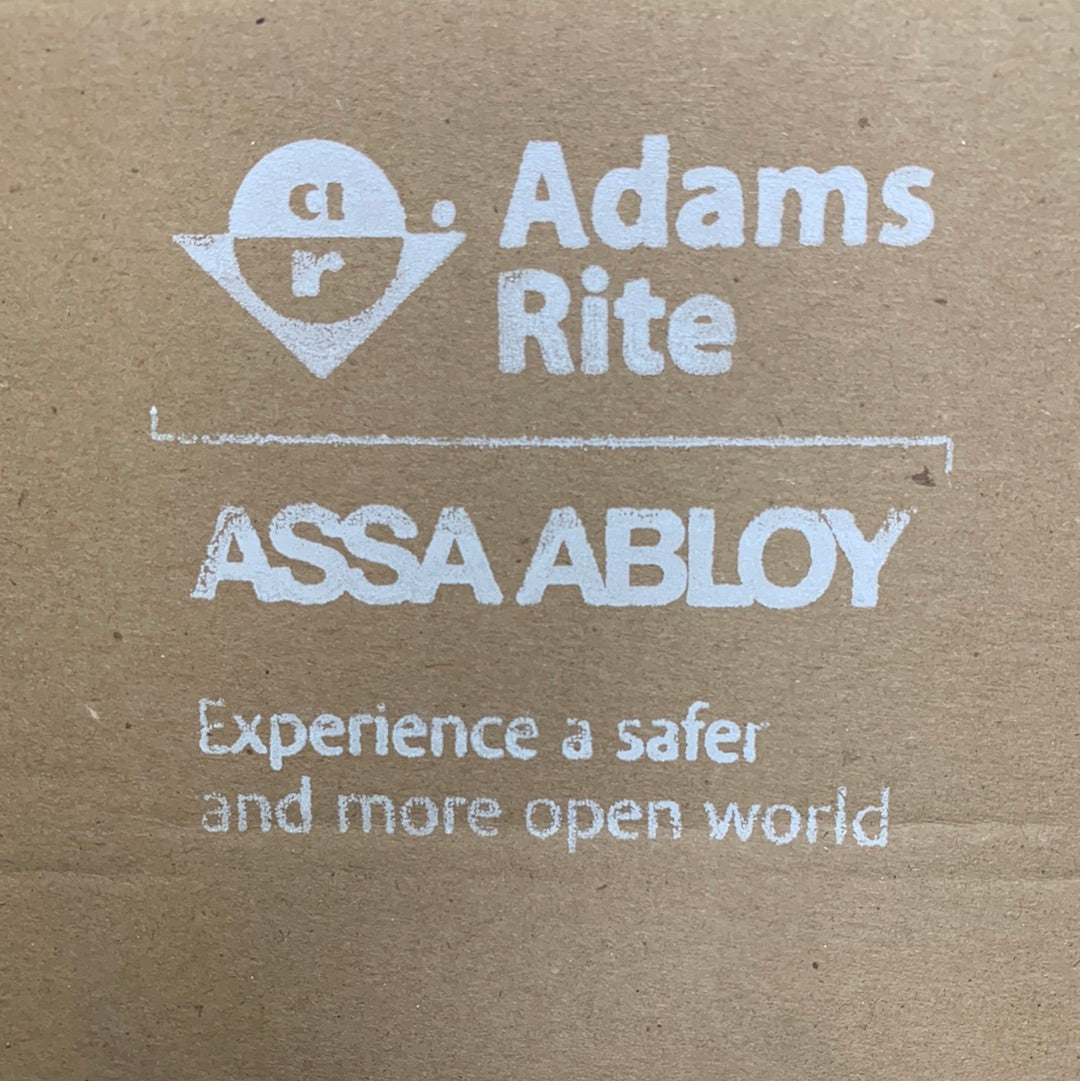 a
r
Adams
Rite
ASSA ABLOY
Experience a safer
and more open world